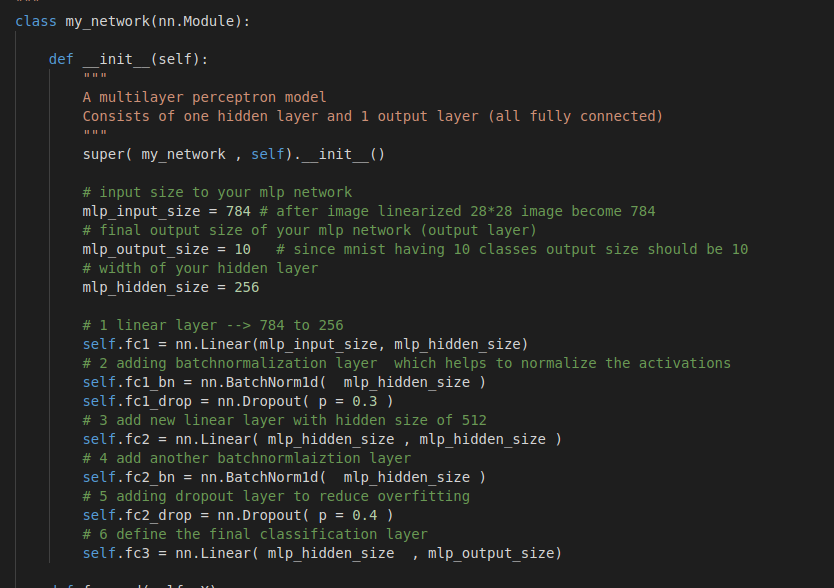 """
class my_network(nn.Module):
def __init__(self):
"""
A multilayer perceptron model
Consists of one hidden layer and 1 output layer (all fully connected)
"""
super( my_network , self).__init__()
# input size to your mlp network
mlp_input_size = 784 # after image linearized 28*28 image become 784
# final output size of your mlp network (output layer)
mlp_output_size = 10   # since mnist having 10 classes output size should be 10
# width of your hidden layer
mlp_hidden_size = 256
# 1 linear layer --> 784 to 256
self.fc1 = nn.Linear(mlp_input_size, mlp_hidden_size)
# 2 adding batchnormalization layer  which helps to normalize the activations
self.fc1_bn = nn.BatchNorm1d(  mlp_hidden_size )
self.fc1_drop = nn.Dropout( p = 0.3 )
# 3 add new linear layer with hidden size of 512
self.fc2 = nn.Linear( mlp_hidden_size , mlp_hidden_size )
# 4 add another batchnormlaiztion layer
self.fc2_bn = nn.BatchNorm1d(  mlp_hidden_size )
# 5 adding dropout layer to reduce overfitting
self.fc2_drop = nn.Dropout( p = 0.4 )
# 6 define the final classification layer
self.fc3 = nn.Linear( mlp_hidden_size  , mlp_output_size)